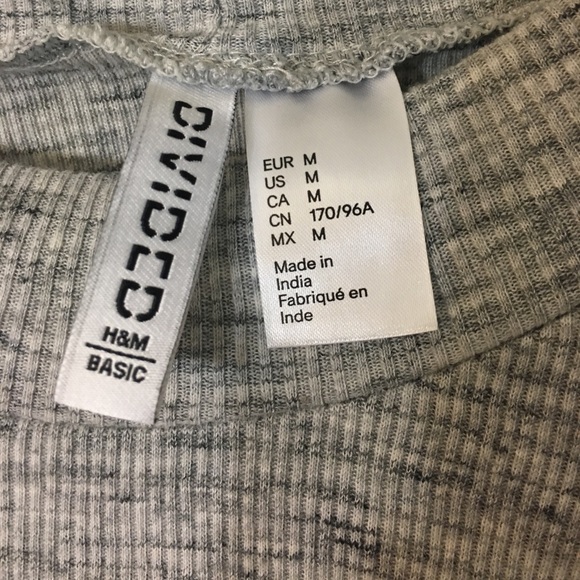 DIVIDED
H&M
BASIC
EUR M
US M
CA M
CN 170/96A
MX M
Made in
India
Fabriqué en
Inde